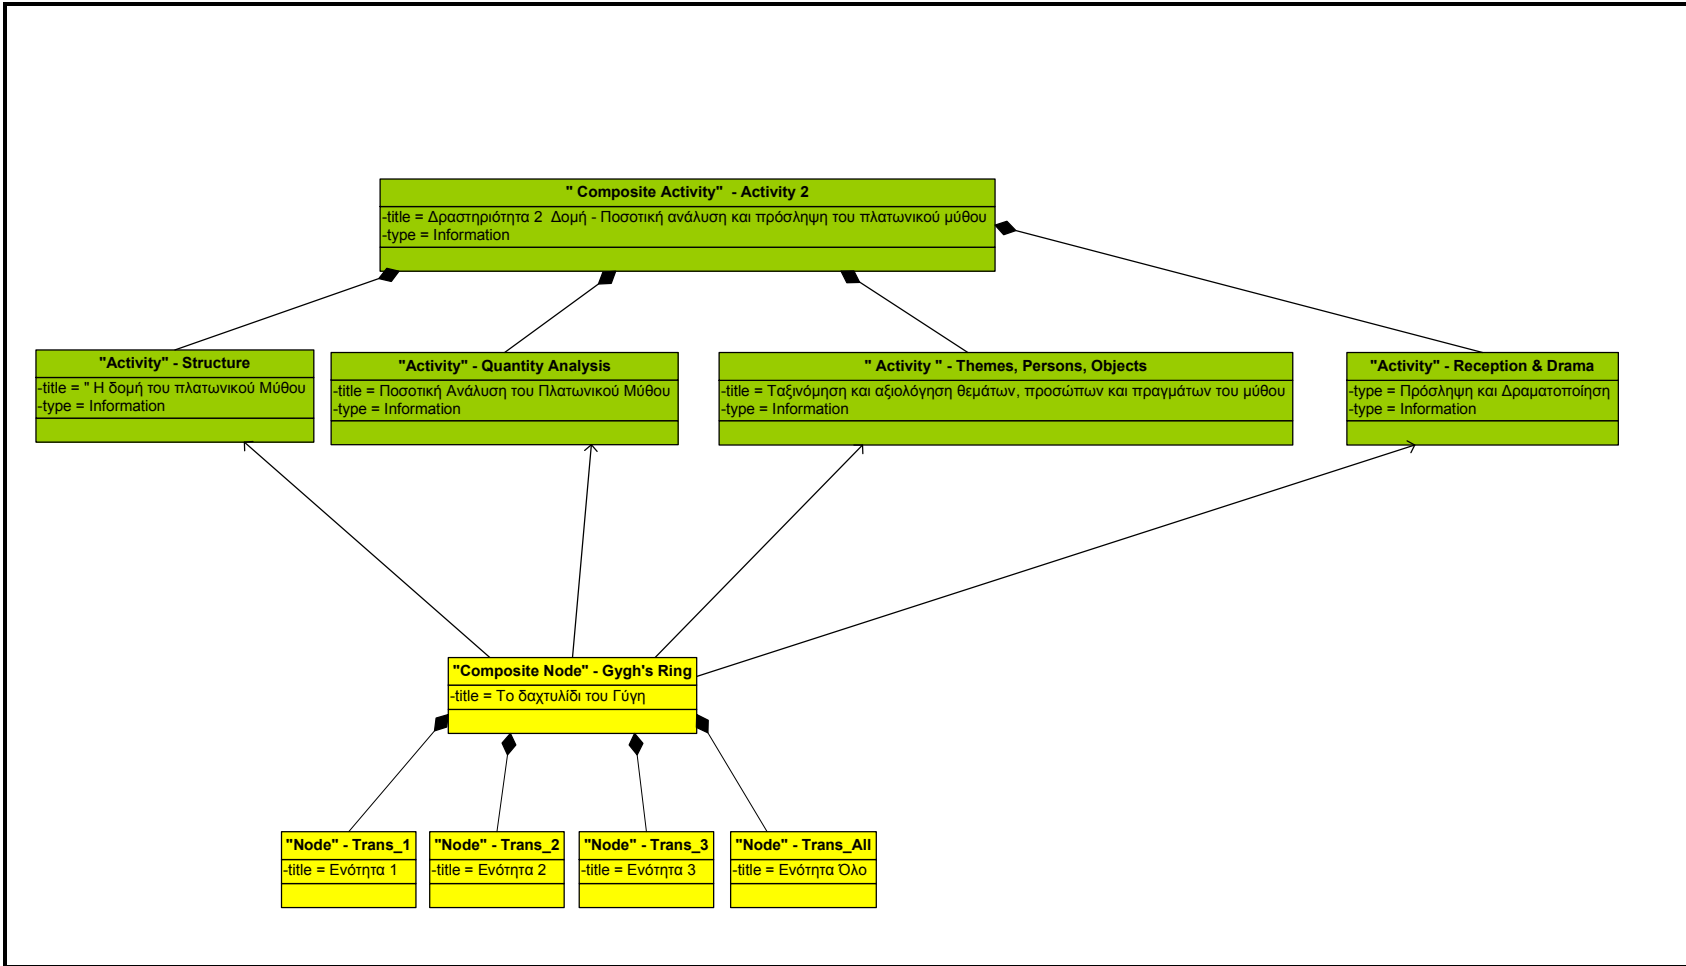 " Composite Activity"  - Activity 2
-title = Δραστηριότητα 2  Δομή - Ποσοτική ανάλυση και πρόσληψη του πλατωνικού μύθου
-type = Information
"Activity" - Structure
-title = " Η δομή του πλατωνικού Μύθου
-type = Information
"Activity" - Quantity Analysis
-title = Ποσοτική Ανάλυση του Πλατωνικού Μύθου
-type = Information
" Activity " - Themes, Persons, Objects
-title = Ταξινόμηση και αξιολόγηση θεμάτων, προσώπων και πραγμάτων του μύθου
-type = Information
"Activity" - Reception & Drama
-type = Πρόσληψη και Δραματοποίηση
-type = Information
"Composite Node" - Gygh's Ring
-title = Το δαχτυλίδι του Γύγη
"Node" - Trans_1
-title = Ενότητα 1
"Node" - Trans_2
-title = Ενότητα 2
"Node" - Trans_3
-title = Ενότητα 3
"Node" - Trans_All
-title = Ενότητα Όλο